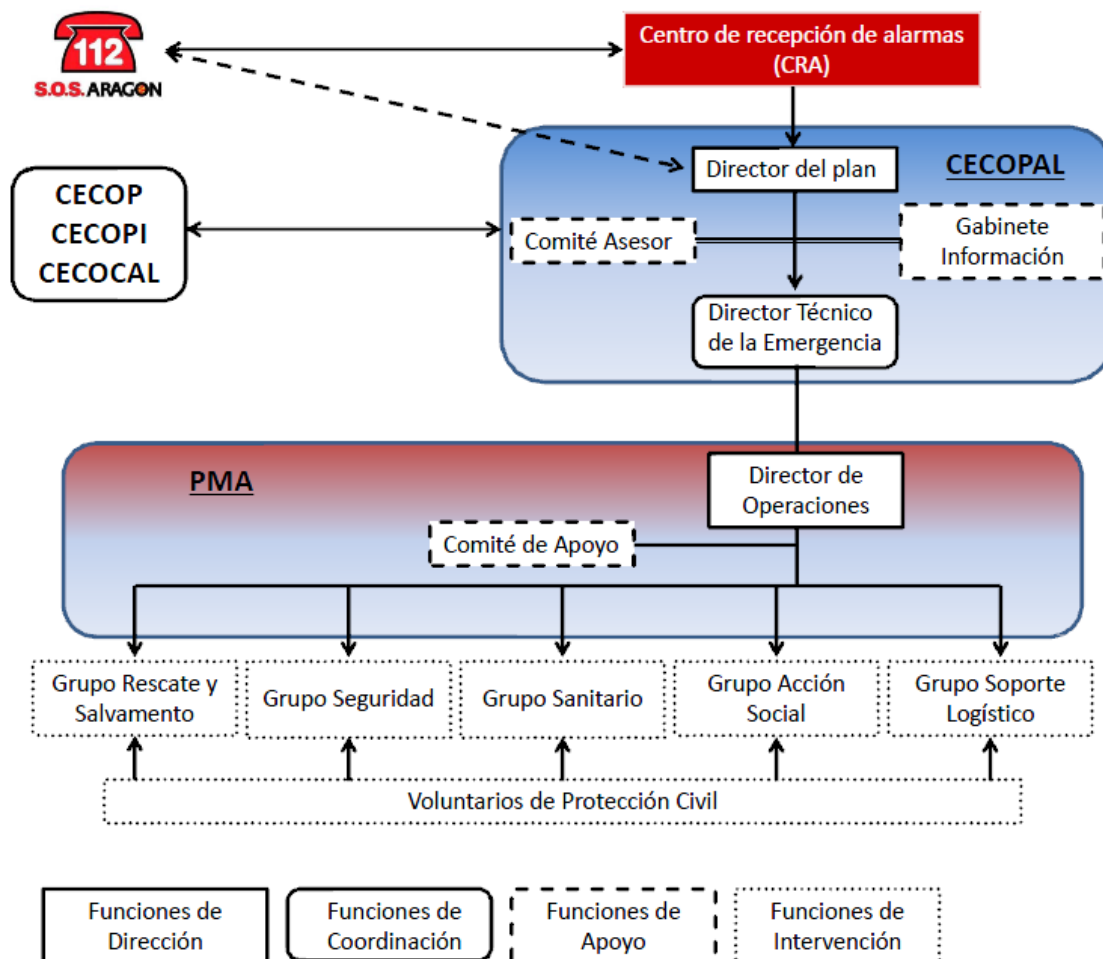 112
S.O.S. ARAGON
Centro de recepción de alarmas
(CRA)
CECOPAL
Director del plan
CECOP
CECOPI
CECOCAL
Comité Asesor
Gabinete
Información
Director Técnico
de la Emergencia
PMA
Director de
Operaciones
Comité de Apoyo
Grupo Rescate y
Salvamento
Grupo Seguridad
Grupo Sanitario
Grupo Acción
Social
Grupo Soporte
Logístico
Voluntarios de Protección Civil
Funciones de
Dirección
Funciones de
Coordinación
Funciones de
Apoyo
Funciones de
Intervención